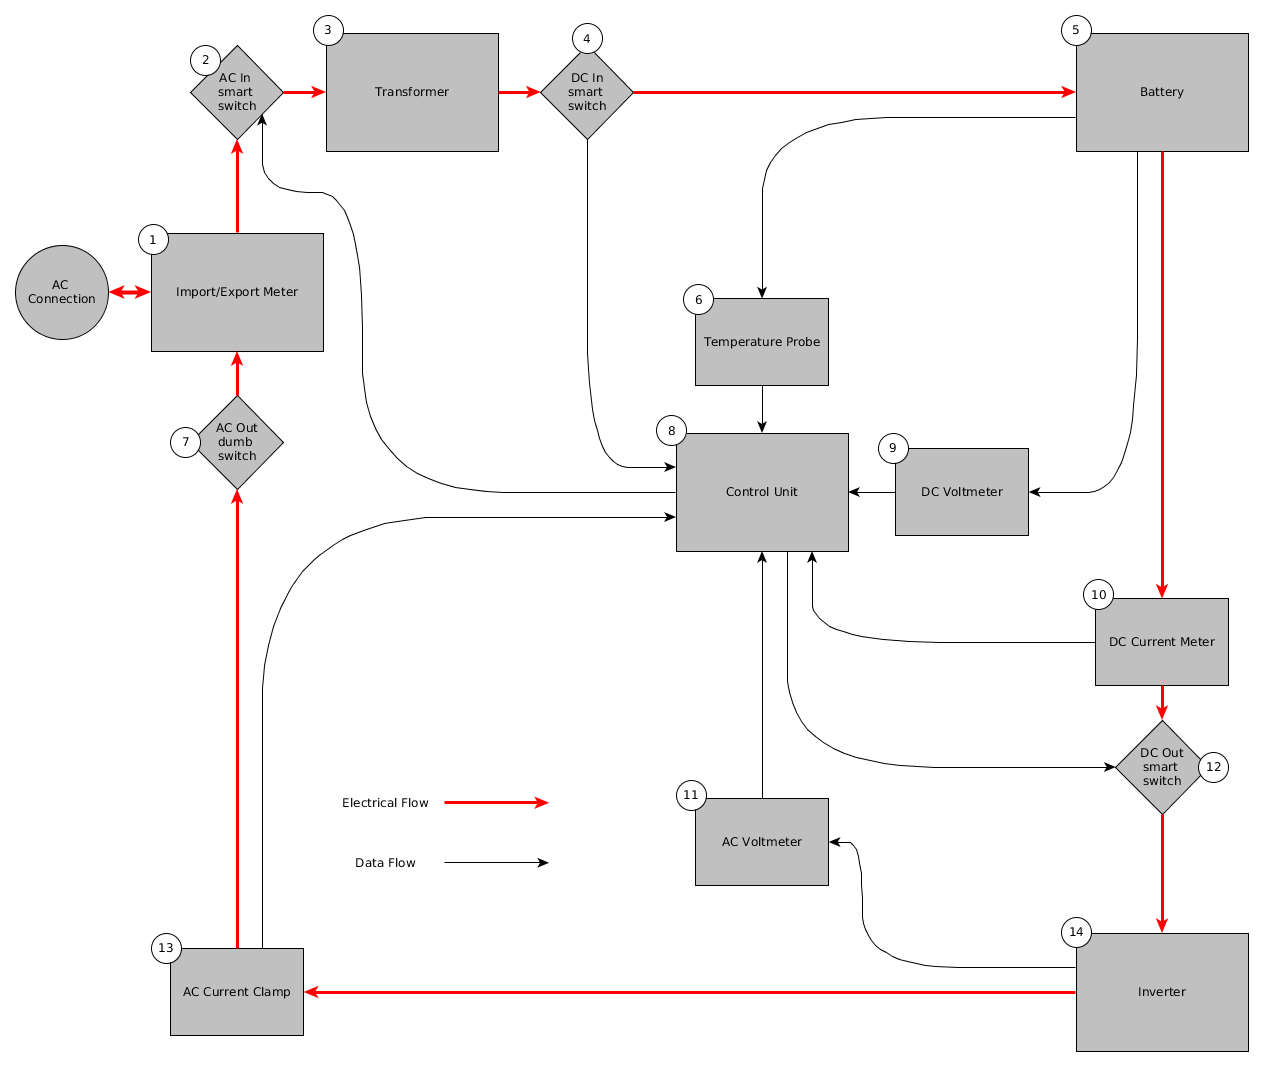 3
4
5
2
AC In
smart
switch
Transformer
DC In
smart
switch
Battery
1
AC
Connection
Import/Export Meter
6
Temperature Probe
7
AC Out
dumb
switch
8
Control Unit
9
DC Voltmeter
10
DC Current Meter
DC Out
smart
switch
12
Electrical Flow
Data Flow
11
AC Voltmeter
13
AC Current Clamp
14
Inverter